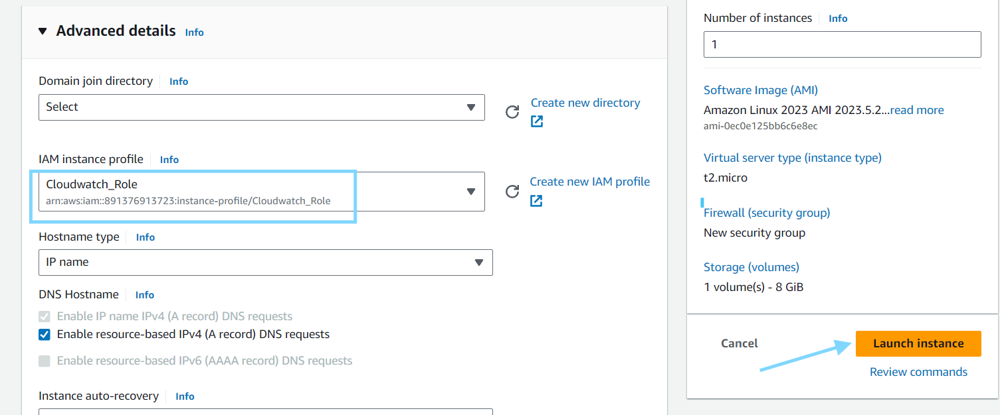 Advanced details Info
Domain join directory Info
Select
Create new directory
IAM instance profile Info
Cloudwatch_Role
arn:aws:iam::891376913723:instance-profile/Cloudwatch_Role
Create new IAM profile
Hostname type Info
IP name
DNS Hostname Info
Enable IP name IPv4 (A record) DNS requests
Enable resource-based IPv4 (A record) DNS requests
Enable resource-based IPv6 (AAAA record) DNS requests
Instance auto-recovery Info
Number of instances Info
1
Software Image (AMI)
Amazon Linux 2023 AMI 2023.5.2...read more
ami-0ec0e125bb6c6e8ec
Virtual server type (instance type)
t2.micro
Firewall (security group)
New security group
Storage (volumes)
1 volume(s) - 8 GiB
Cancel
Launch instance
Review commands